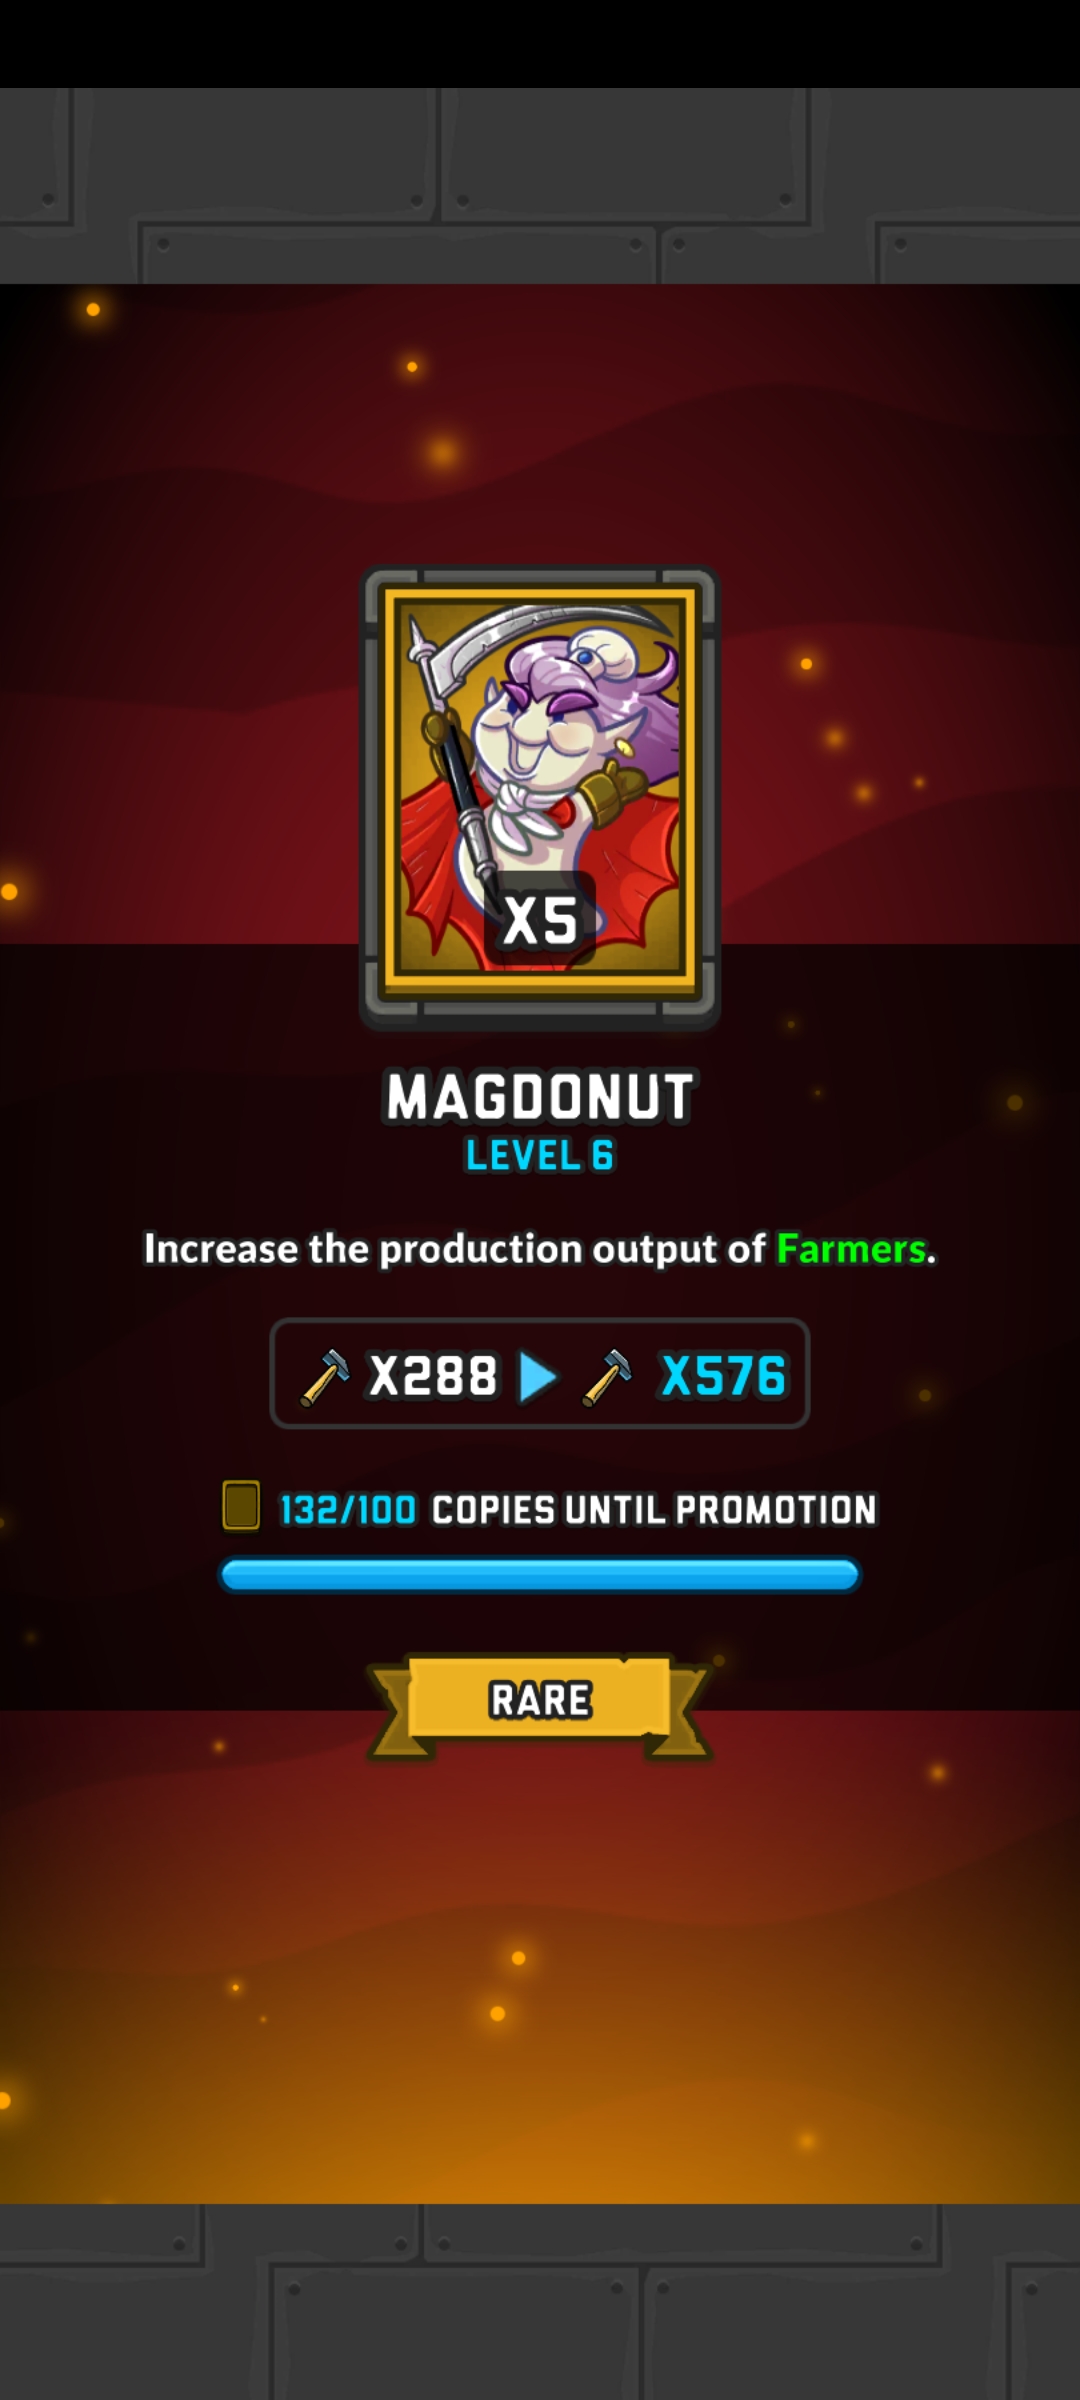 X5
MAGDONUT
LEVEL 6
Increase the production output of Farmers.
X288 X576
132/100 COPIES UNTIL PROMOTION
RARE